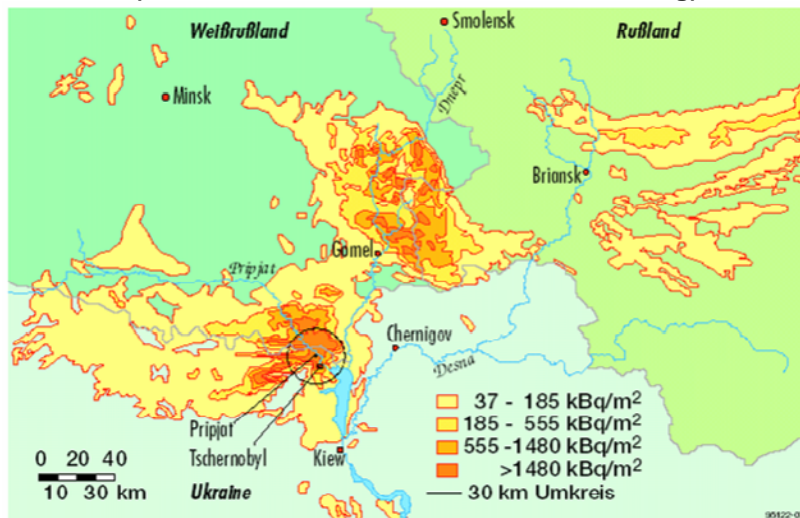 Weißrußland
Smolensk
Rußland
Minsk
Dnepr
Briansk
Gomel
Pripjat
Chernigov
Desna
Pripjat
Tschernobyl
Kiew
Ukraine
0 20 40
10 30 km
37 - 185 kBq/m²
185 - 555 kBq/m²
555 -1480 kBq/m²
>1480 kBq/m²
30 km Umkreis